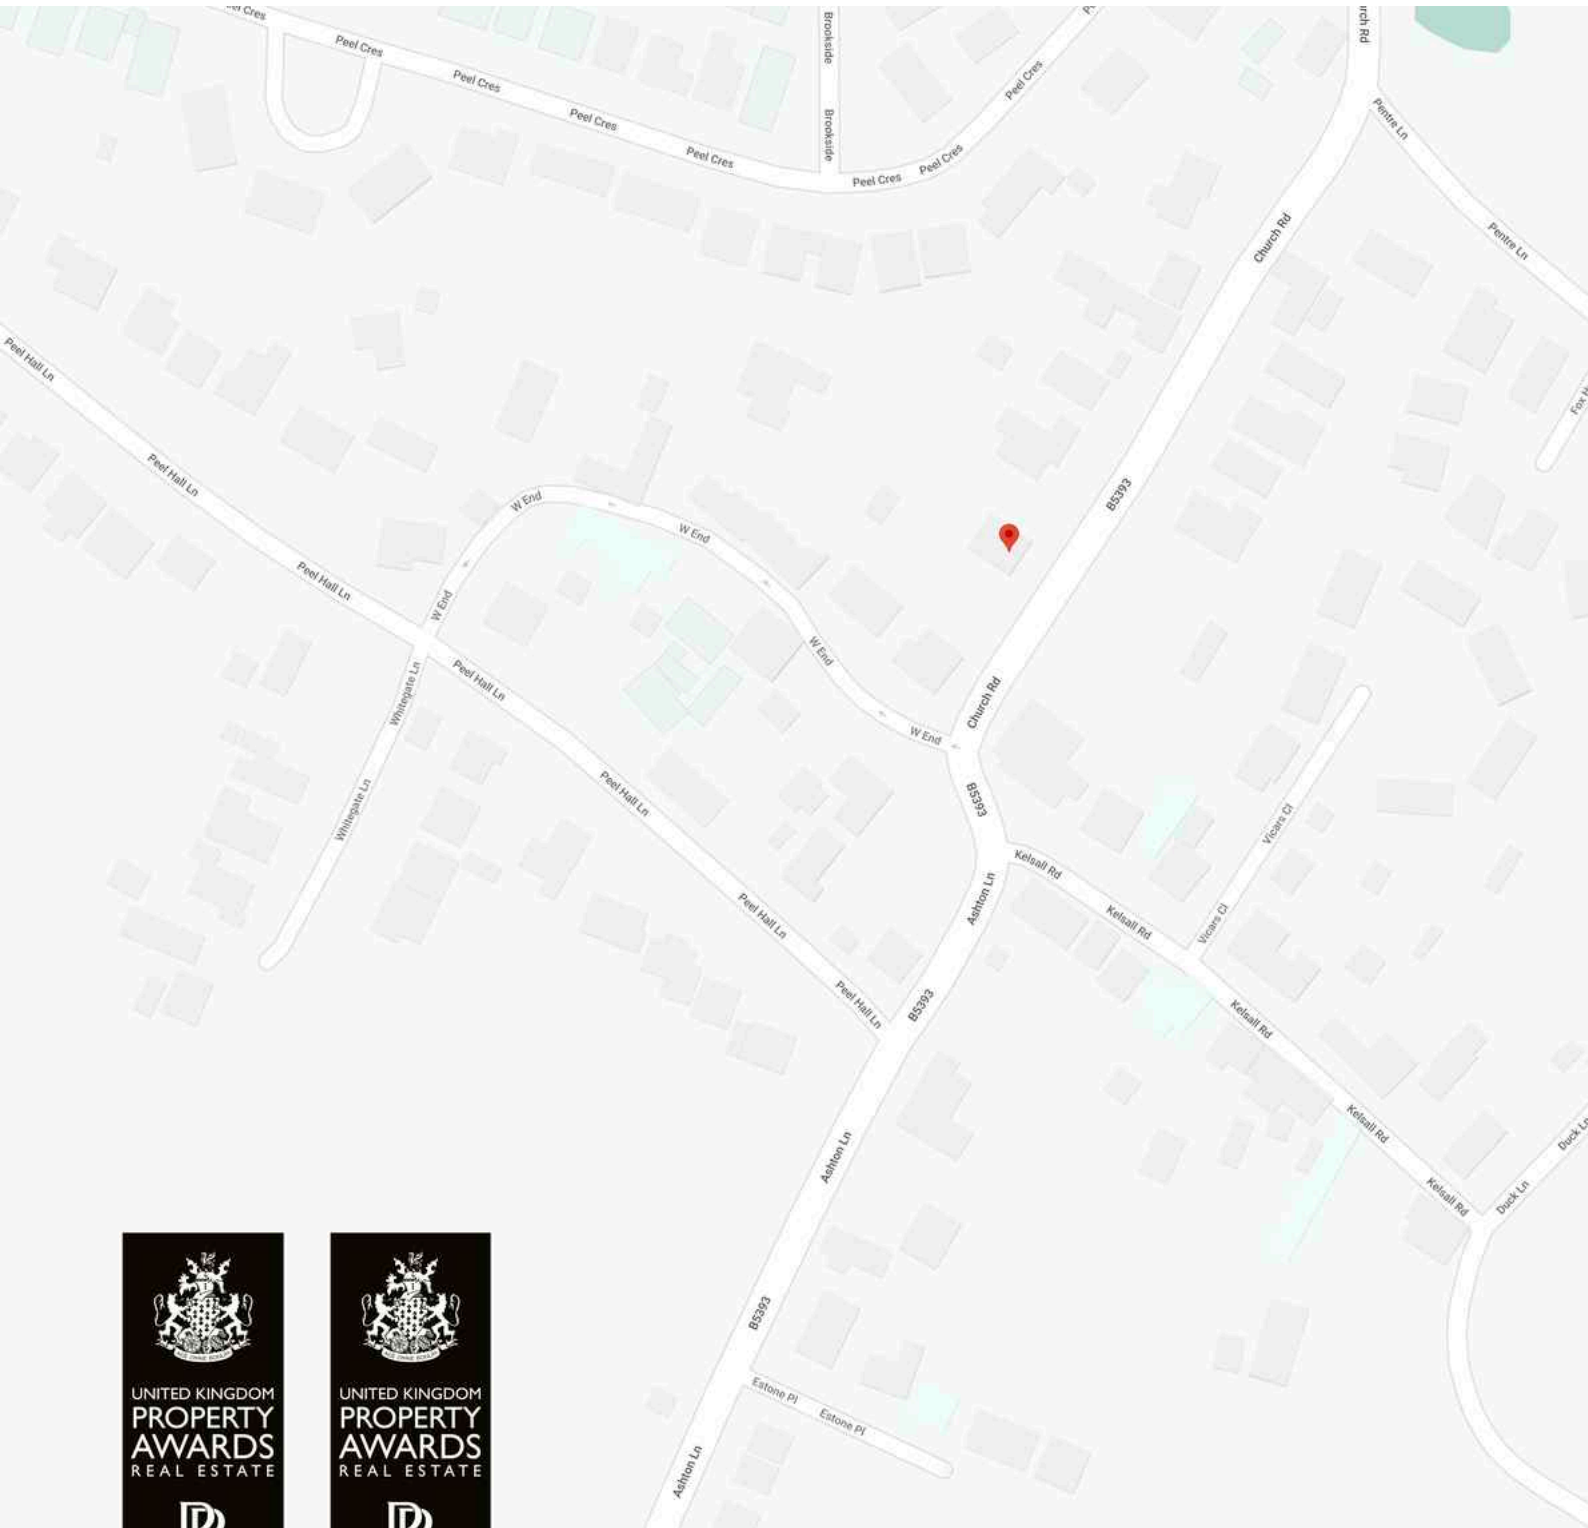 Peel Cres
Peel Cres
Peel Cres
Peel Cres
Peel Cres
Peel Cres
Peel Cres
Brookside
Brookside
Pentre Ln
Pentre Ln
Church Rd
B5393
Church Rd
Peel Hall Ln
Peel Hall Ln
Peel Hall Ln
Peel Hall Ln
Peel Hall Ln
Peel Hall Ln
Peel Hall Ln
W End
W End
W End
W End
W End
Whitegate Ln
Whitegate Ln
B5393
Ashton Ln
Kelsall Rd
Kelsall Rd
Kelsall Rd
Kelsall Rd
Kelsall Rd
Vicars Cl
Vicars Cl
B5393
Ashton Ln
Duck Ln
Duck Ln
B5393
Estone Pl
Estone Pl
Ashton Ln
UNITED KINGDOM
PROPERTY
AWARDS
REAL ESTATE
UNITED KINGDOM
PROPERTY
AWARDS
REAL ESTATE